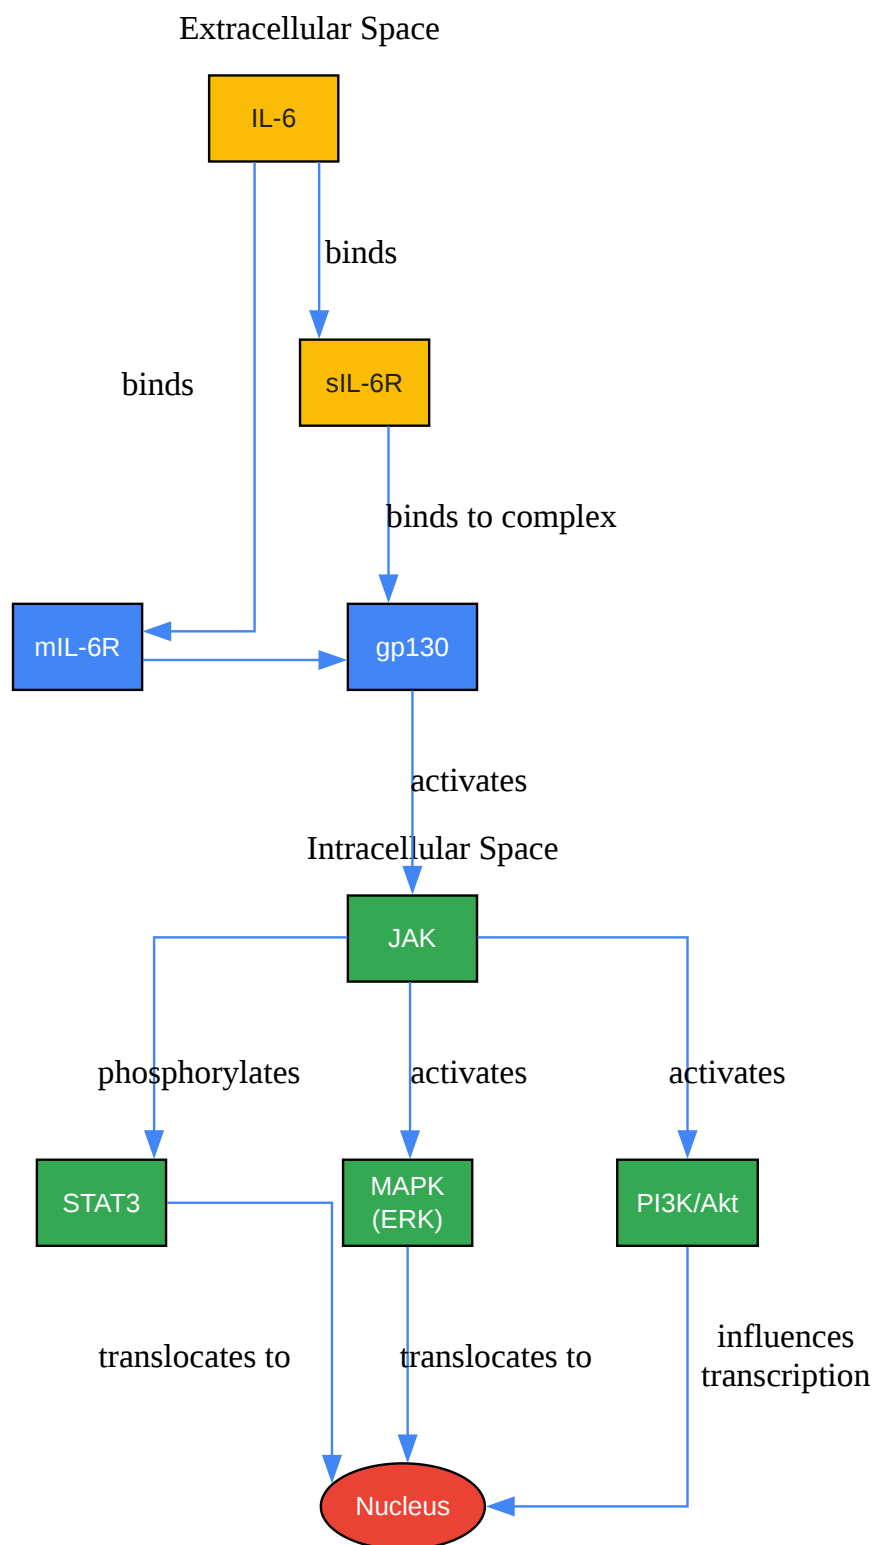 Extracellular Space
IL-6
binds
sIL-6R
binds
binds to complex
mIL-6R
gp130
activates
Intracellular Space
JAK
phosphorylates
activates
activates
STAT3
MAPK
(ERK)
PI3K/Akt
translocates to
translocates to
influences
transcription
Nucleus